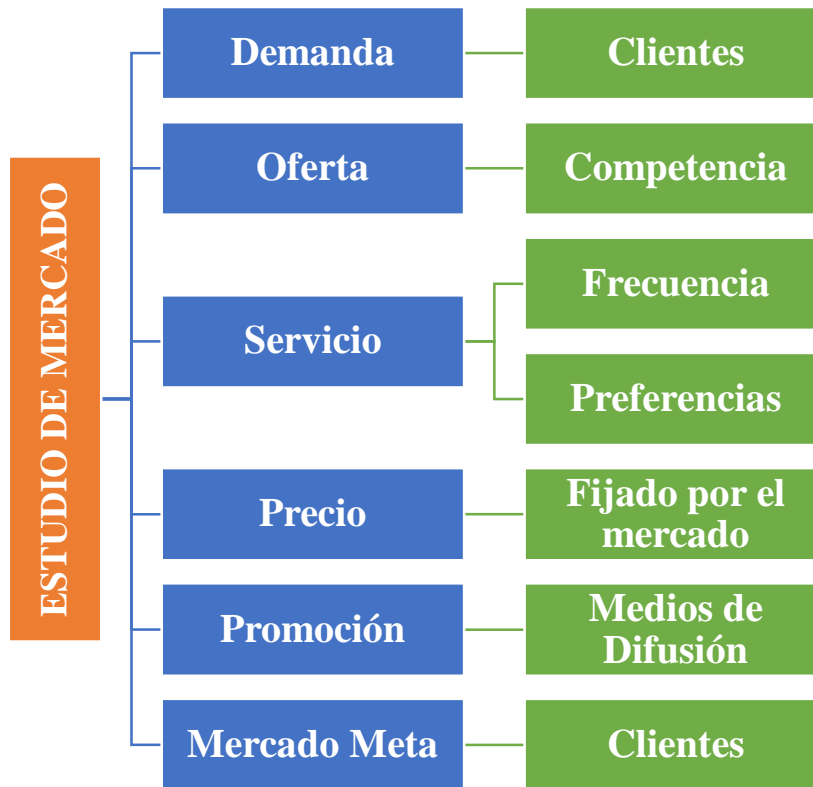 ESTUDIO DE MERCADO
Demanda
Clientes
Oferta
Competencia
Servicio
Frecuencia
Preferencias
Precio
Fijado por el
mercado
Promoción
Medios de
Difusión
Mercado Meta
Clientes